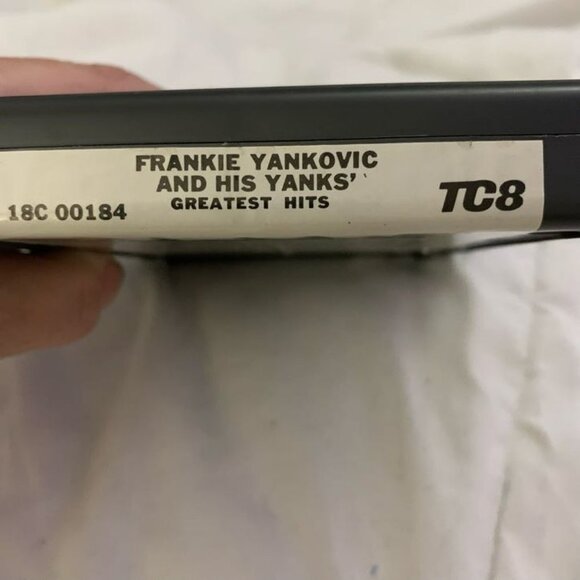 FRANKIE YANKOVIC
AND HIS YANKS'
GREATEST HITS
18C 00184
TC8